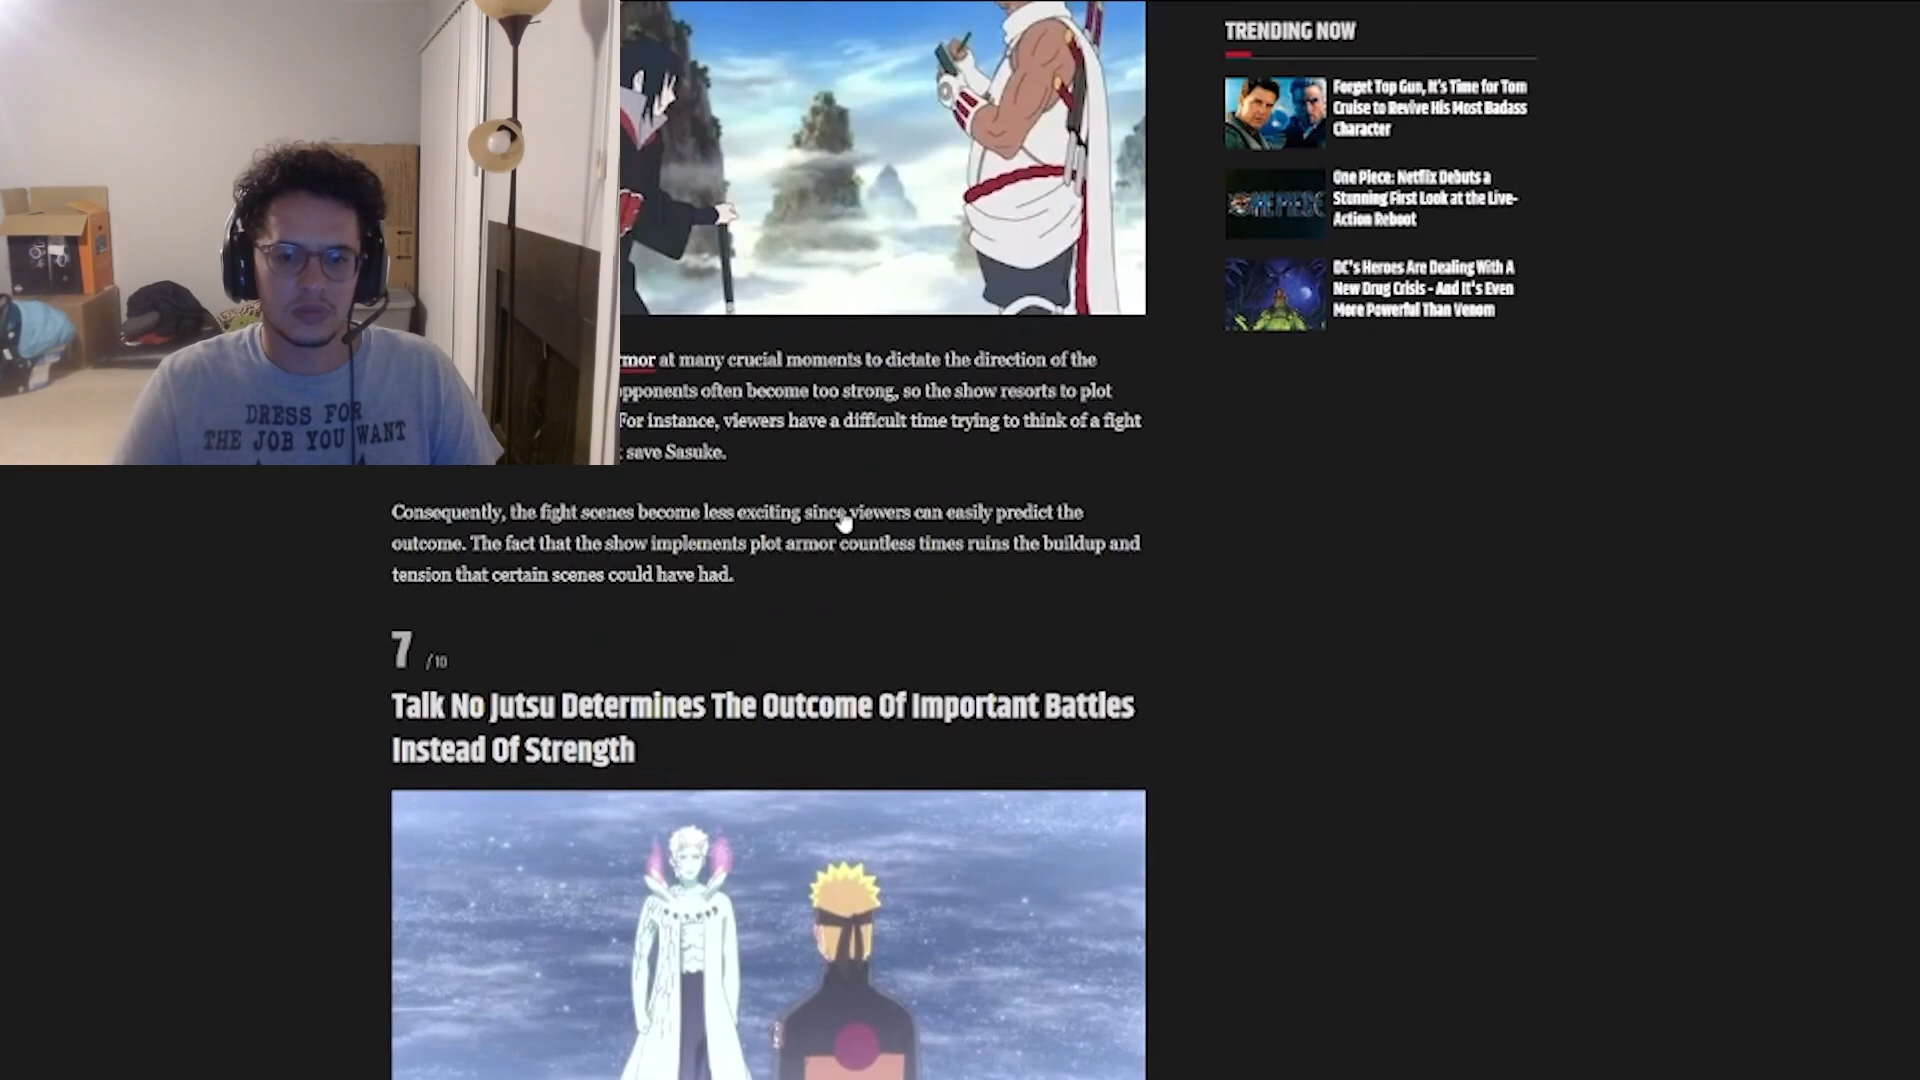 DRESS FOR
THE JOB YOU WANT
TRENDING NOW
Forget Top Gun, It's Time for Tom
Cruise to Revive His Most Badass
Character
ONE PIECE
One Piece: Netflix Debuts a
Stunning First Look at the Live-
Action Reboot
DC's Heroes Are Dealing With A
New Drug Crisis - And It's Even
More Powerful Than Venom
at many crucial moments to dictate the direction of the
often become too strong, so the show resorts to plot
For instance, viewers have a difficult time trying to think of a fight
save Sasuke.
Consequently, the fight scenes become less exciting since viewers can easily predict the
outcome. The fact that the show implements plot armor countless times ruins the buildup and
tension that certain scenes could have had.
7 /10
Talk No Jutsu Determines The Outcome Of Important Battles
Instead Of Strength